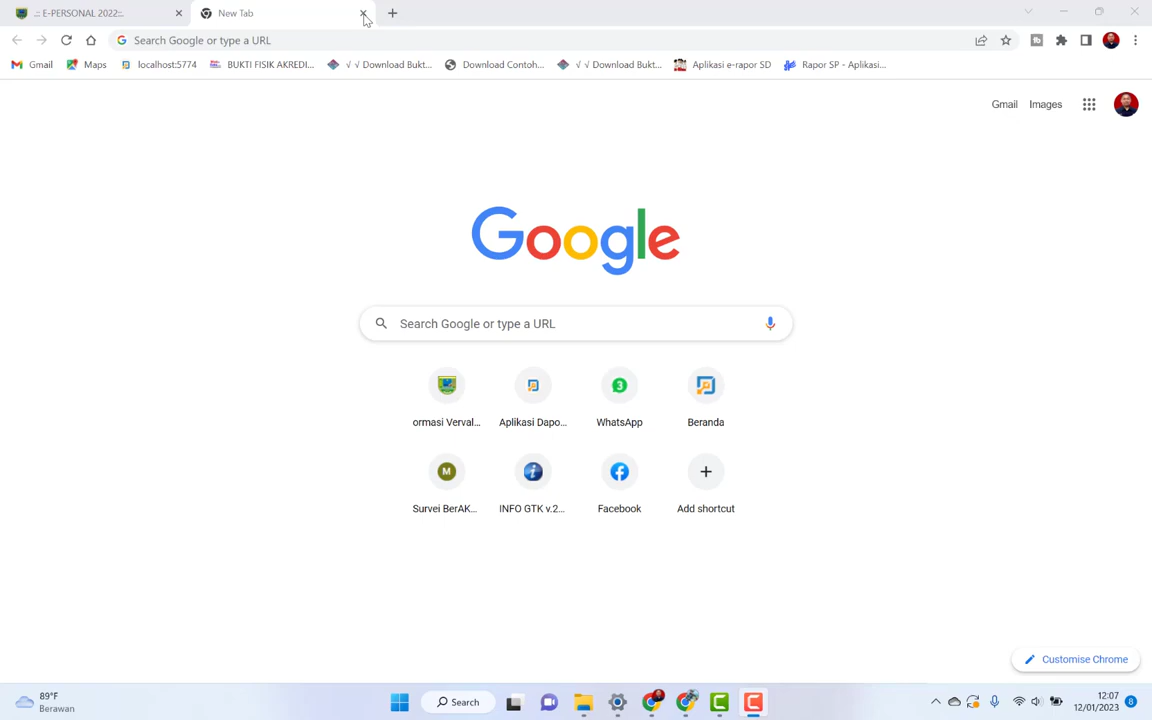 .:: E-PERSONAL 2022::.
New Tab
Search Google or type a URL
Gmail
Maps
localhost:5774
BUKTI FISIK AKREDI...
√ √ Download Bukt...
Download Contoh...
√ √ Download Bukt...
Aplikasi e-rapor SD
Rapor SP - Aplikasi...
Gmail
Images
Google
Search Google or type a URL
ormasi Verval...
Aplikasi Dapo...
3
WhatsApp
Beranda
M
Survei BerAK...
INFO GTK v.2...
Facebook
Add shortcut
Customise Chrome
89°F
Berawan
Search
12:07
12/01/2023
8